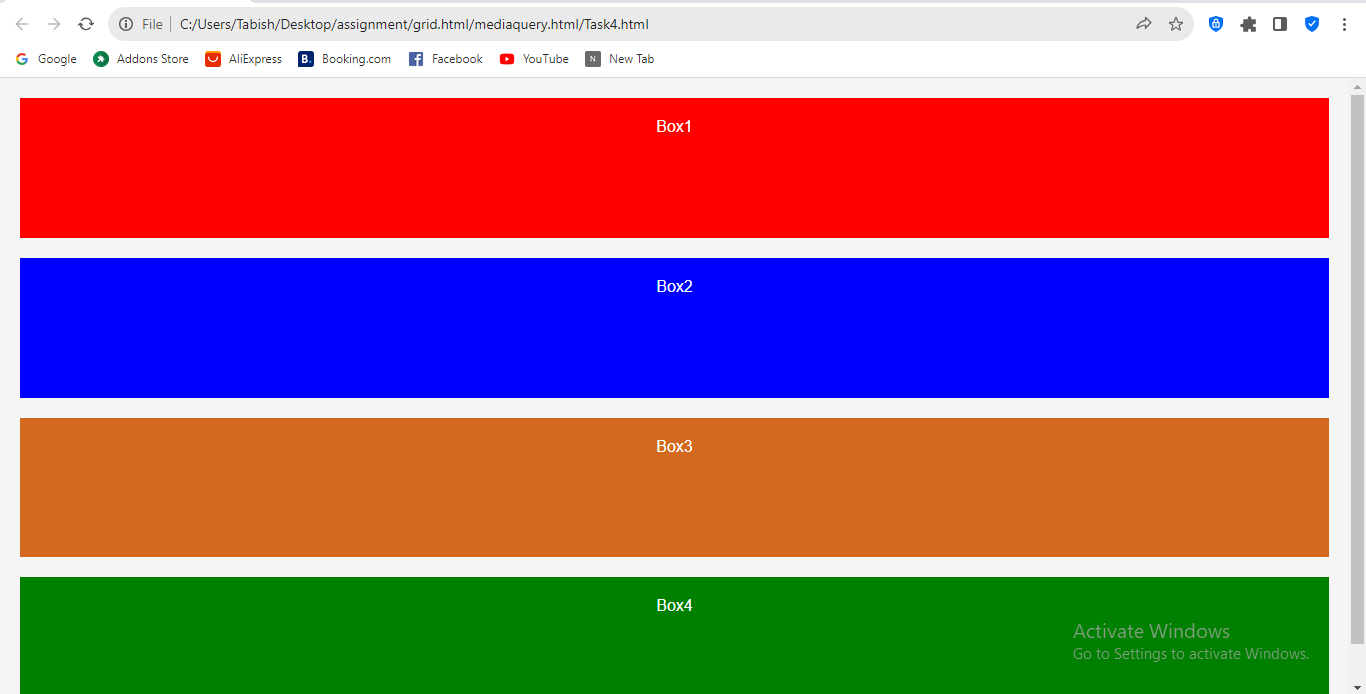 File C:/Users/Tabish/Desktop/assignment/grid.html/mediaquery.html/Task4.html
Google Addons Store AliExpress B. Booking.com Facebook YouTube N New Tab
Box1
Box2
Box3
Box4
Activate Windows
Go to Settings to activate Windows.